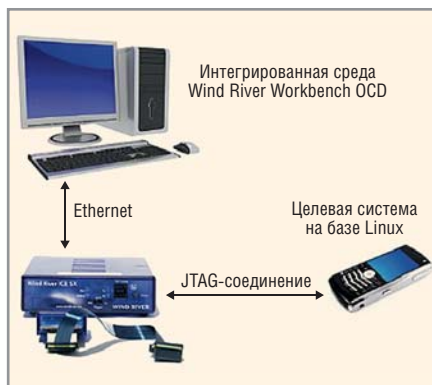 Интегрированная среда
Wind River Workbench OCD
Ethernet
Целевая система
на базе Linux
JTAG-соединение
Wind River ICE SX
WIND RIVER